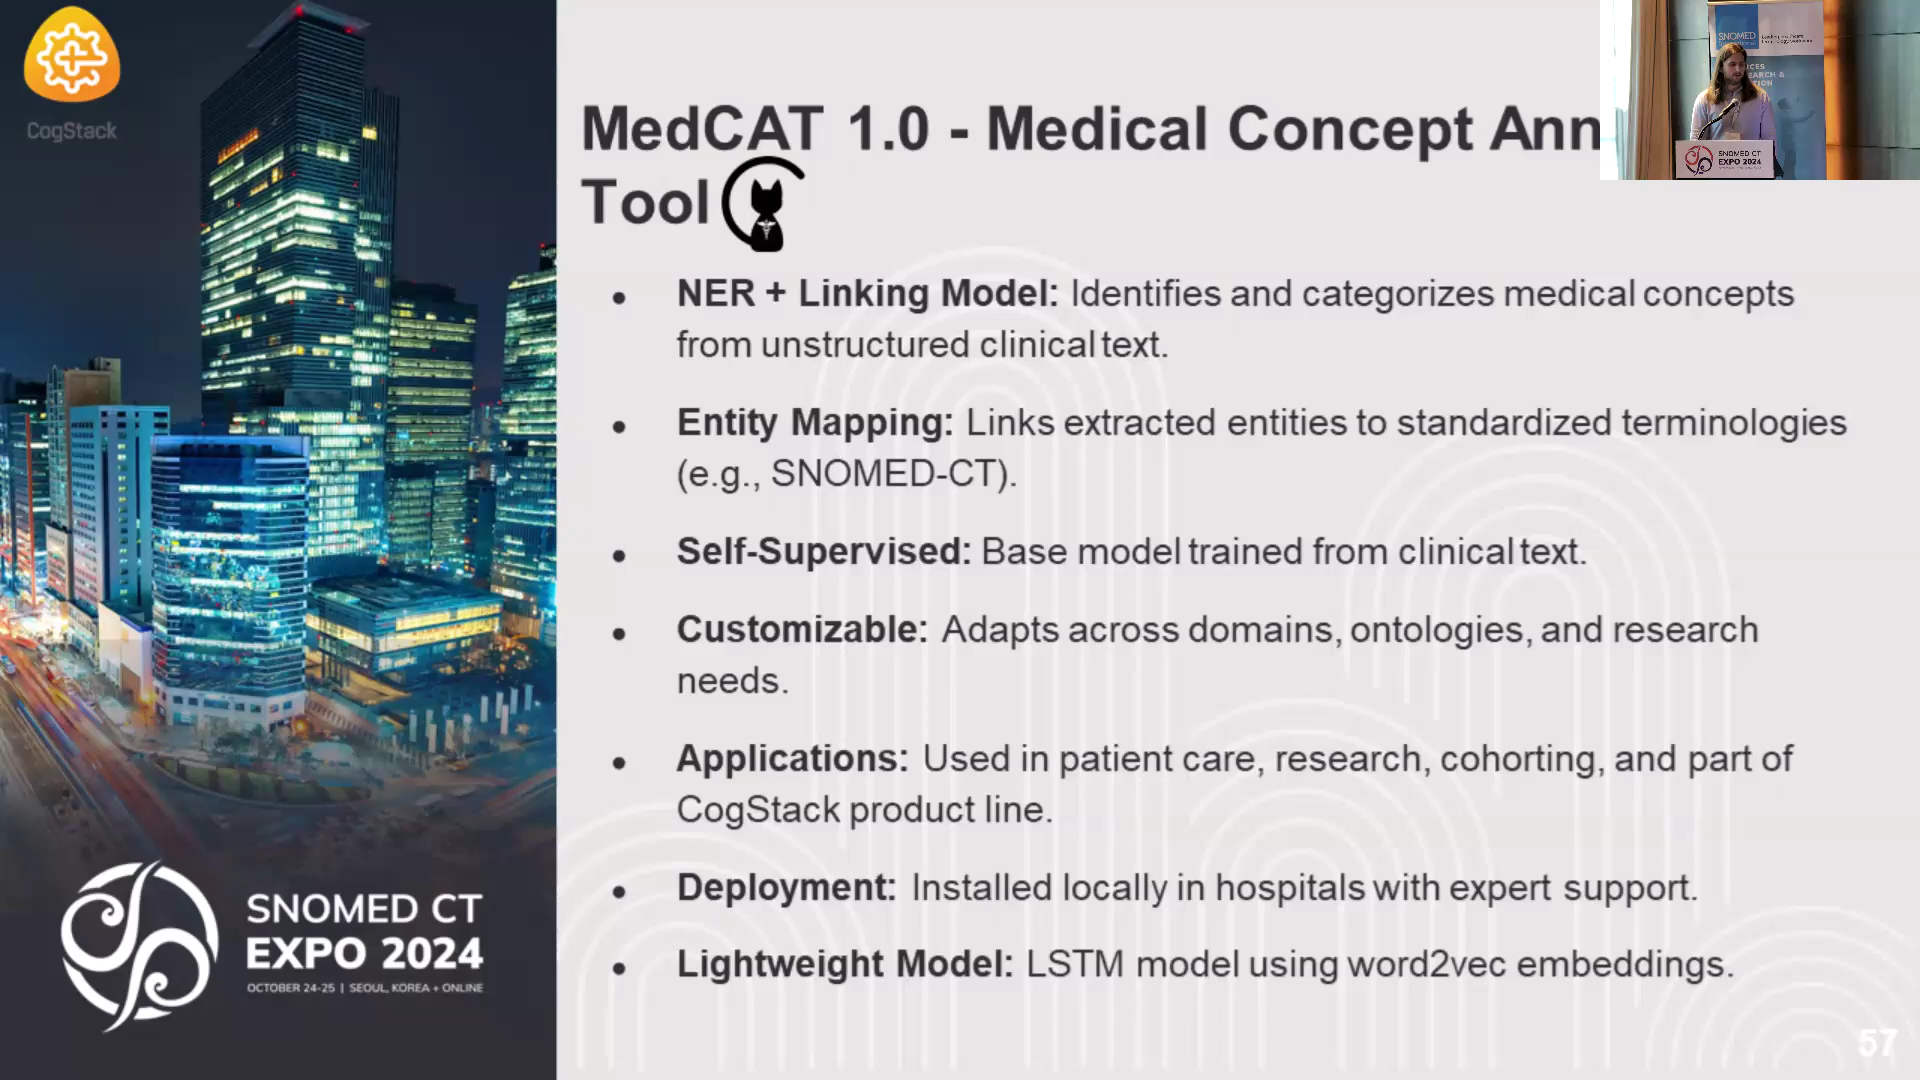 CogStack
MedCAT 1.0 - Medical Concept Ann
Tool
• NER + Linking Model: Identifies and categorizes medical concepts
from unstructured clinical text.
• Entity Mapping: Links extracted entities to standardized terminologies
(e.g., SNOMED-CT).
• Self-Supervised: Base model trained from clinical text.
• Customizable: Adapts across domains, ontologies, and research
needs.
• Applications: Used in patient care, research, cohorting, and part of
CogStack product line.
• Deployment: Installed locally in hospitals with expert support.
• Lightweight Model: LSTM model using word2vec embeddings.
SNOMED CT
EXPO 2024
OCTOBER 24-25 | SEOUL, KOREA + ONLINE
57
SNOMED
SNOMED CT
EXPO 2024